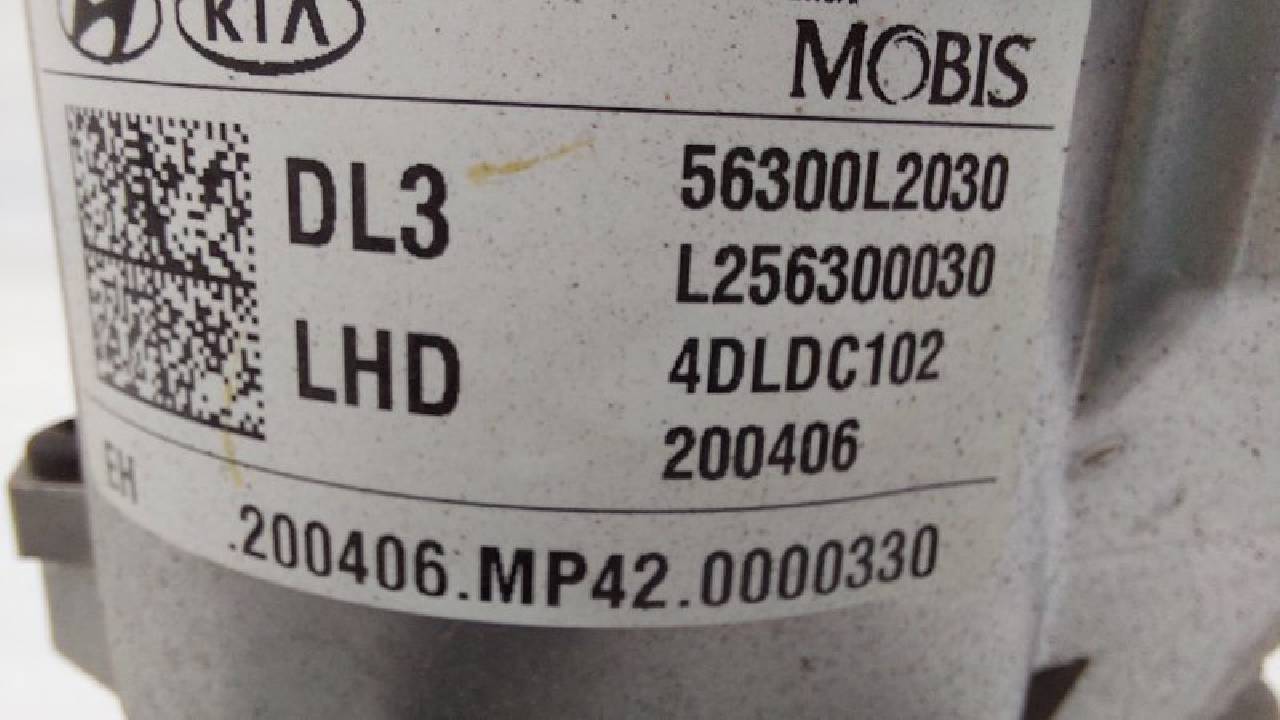 KIA
MOBIS
DL3
56300L2030
L256300030
LHD
4DLDC102
200406
EH
.200406.MP42.0000330